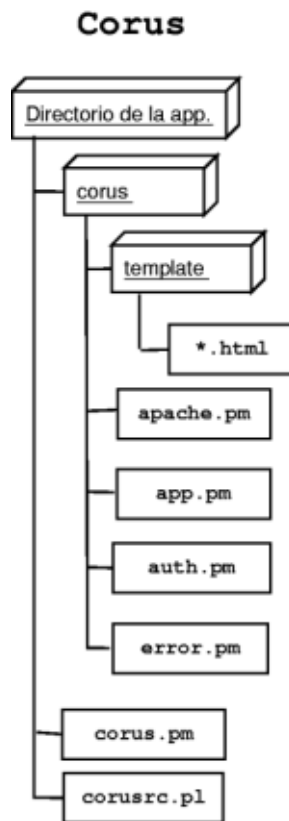 Corus
Directorio de la app.
corus
template
*.html
apache.pm
app.pm
auth.pm
error.pm
corus.pm
corusrc.pl